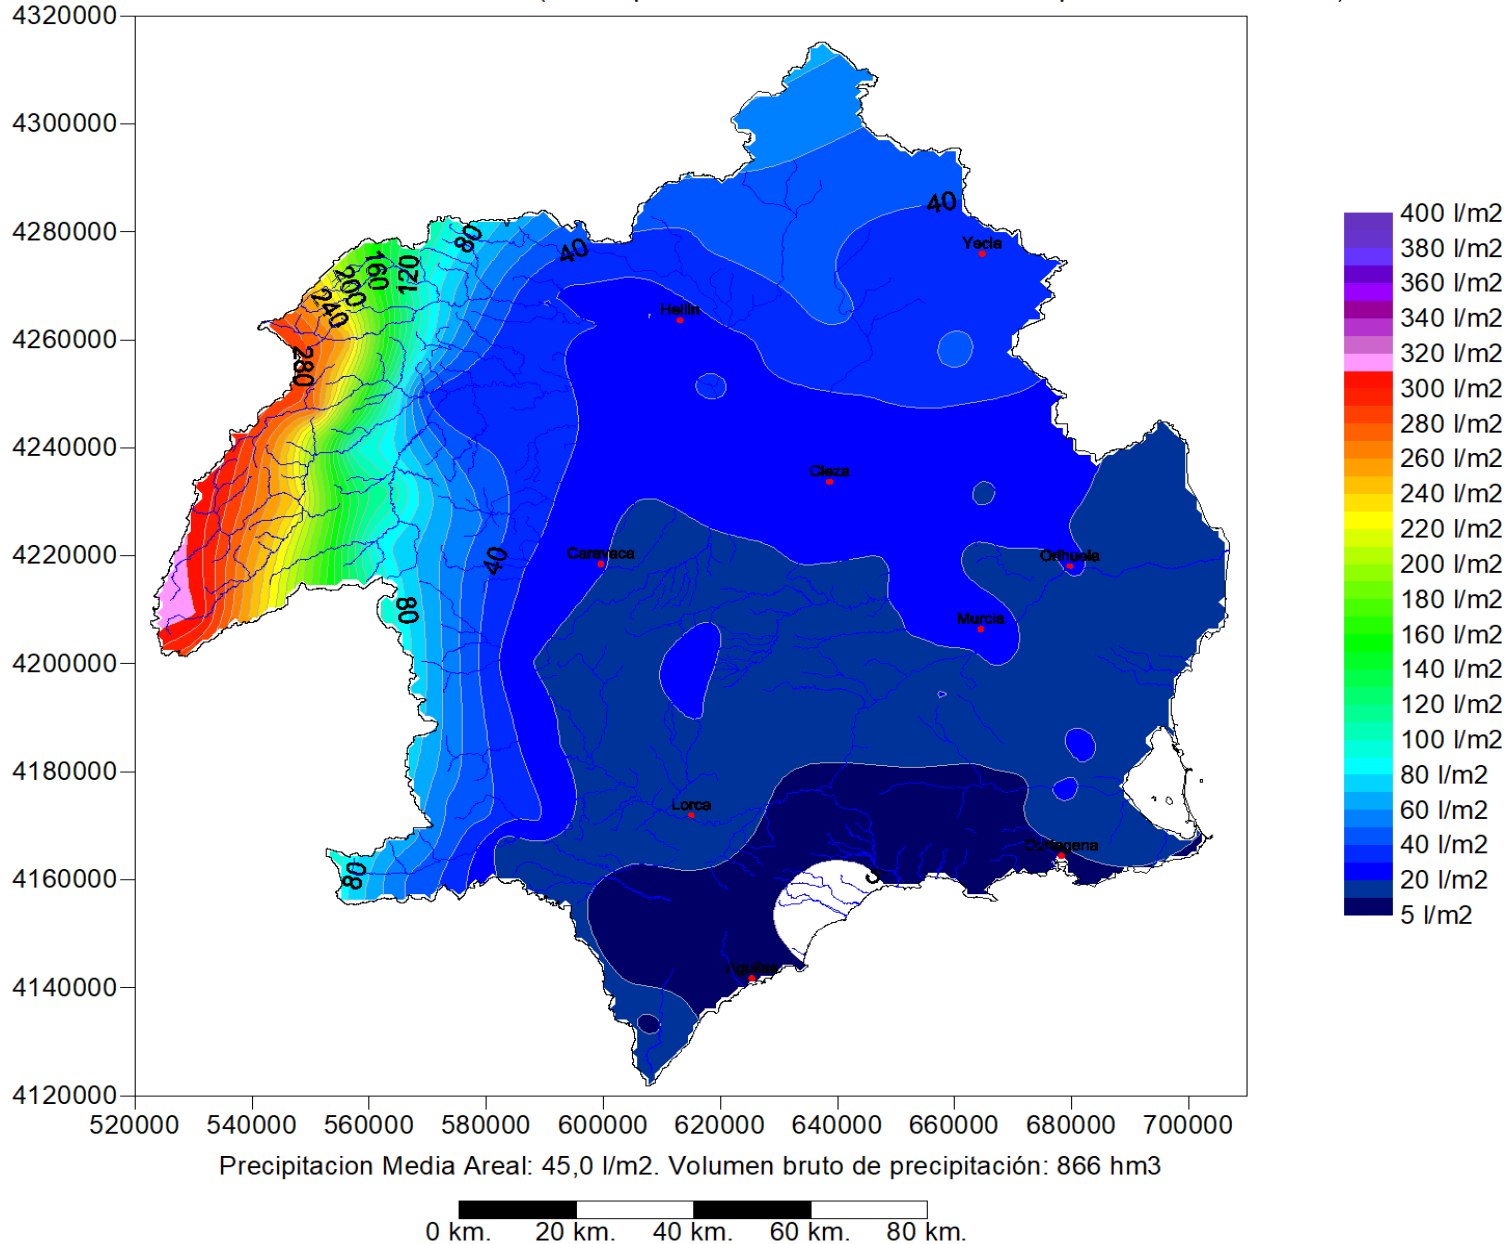 4320000
4300000
4280000
4260000
4240000
4220000
4200000
4180000
4160000
4140000
4120000
520000 540000 560000 580000 600000 620000 640000 660000 680000 700000
40
Yecla
80
40
120
160
200
240
280
Hellin
Cieza
40
Caravaca
Orihuela
80
Murcia
Lorca
Cartagena
80
5
Aguilas
400 l/m2
380 l/m2
360 l/m2
340 l/m2
320 l/m2
300 l/m2
280 l/m2
260 l/m2
240 l/m2
220 l/m2
200 l/m2
180 l/m2
160 l/m2
140 l/m2
120 l/m2
100 l/m2
80 l/m2
60 l/m2
40 l/m2
20 l/m2
5 l/m2
Precipitacion Media Areal: 45,0 l/m2. Volumen bruto de precipitación: 866 hm3
0 km. 20 km. 40 km. 60 km. 80 km.